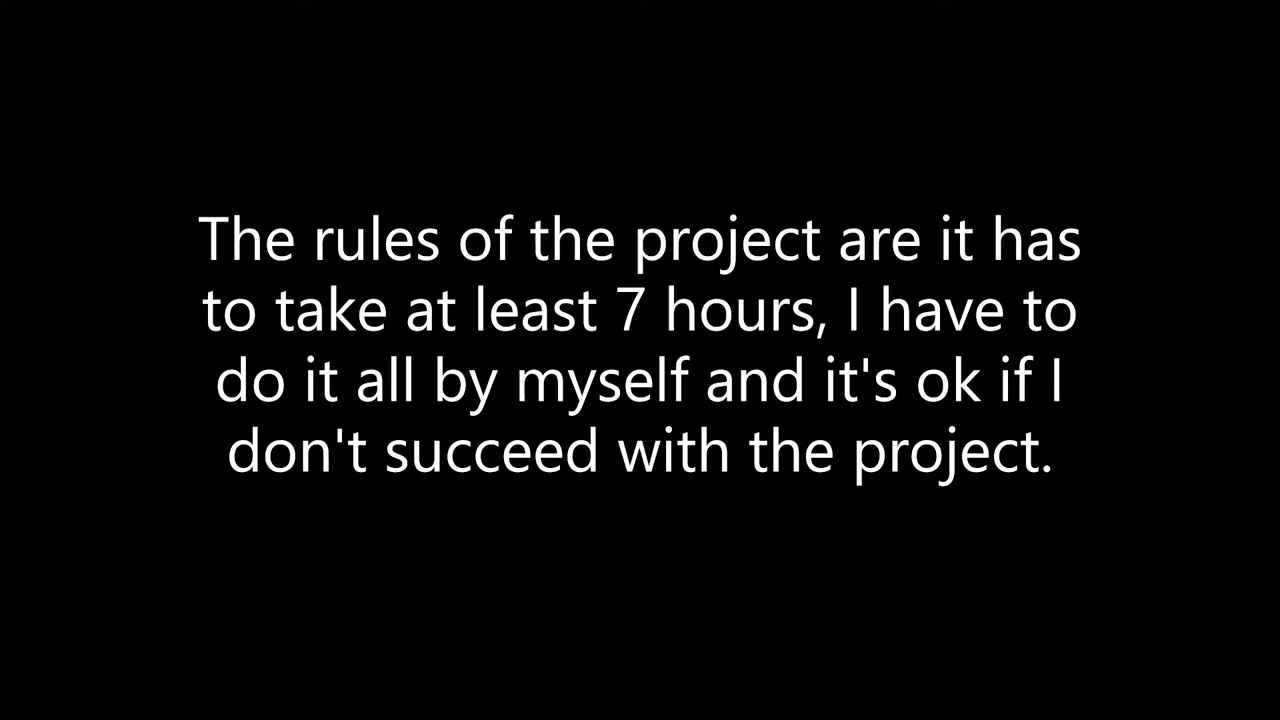 The rules of the project are it has
to take at least 7 hours, I have to
do it all by myself and it's ok if I
don't succeed with the project.